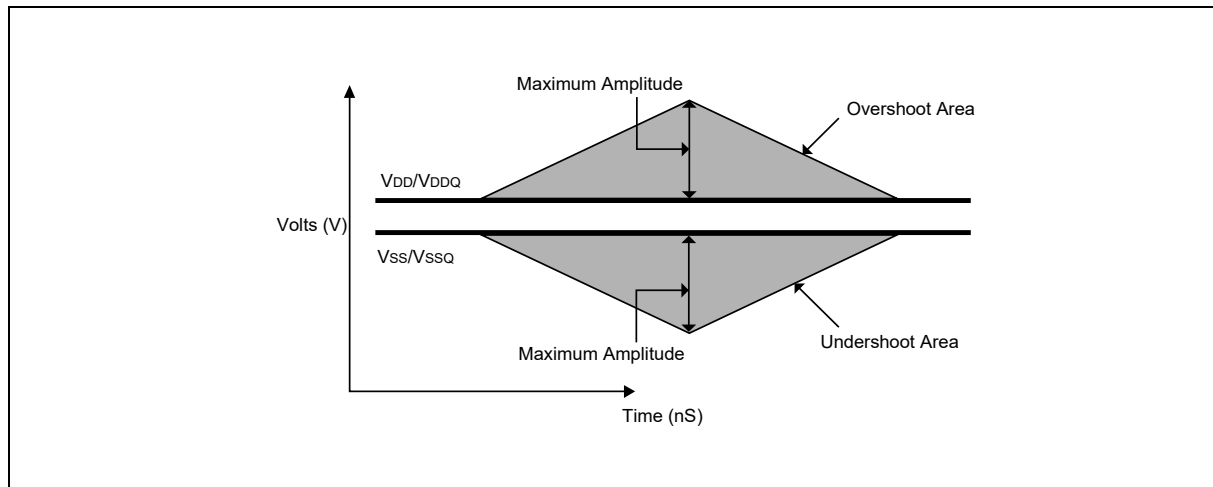 Maximum Amplitude
Overshoot Area
VDD/VDDQ
Volts (V)
VSS/VSSQ
Maximum Amplitude
Undershoot Area
Time (nS)